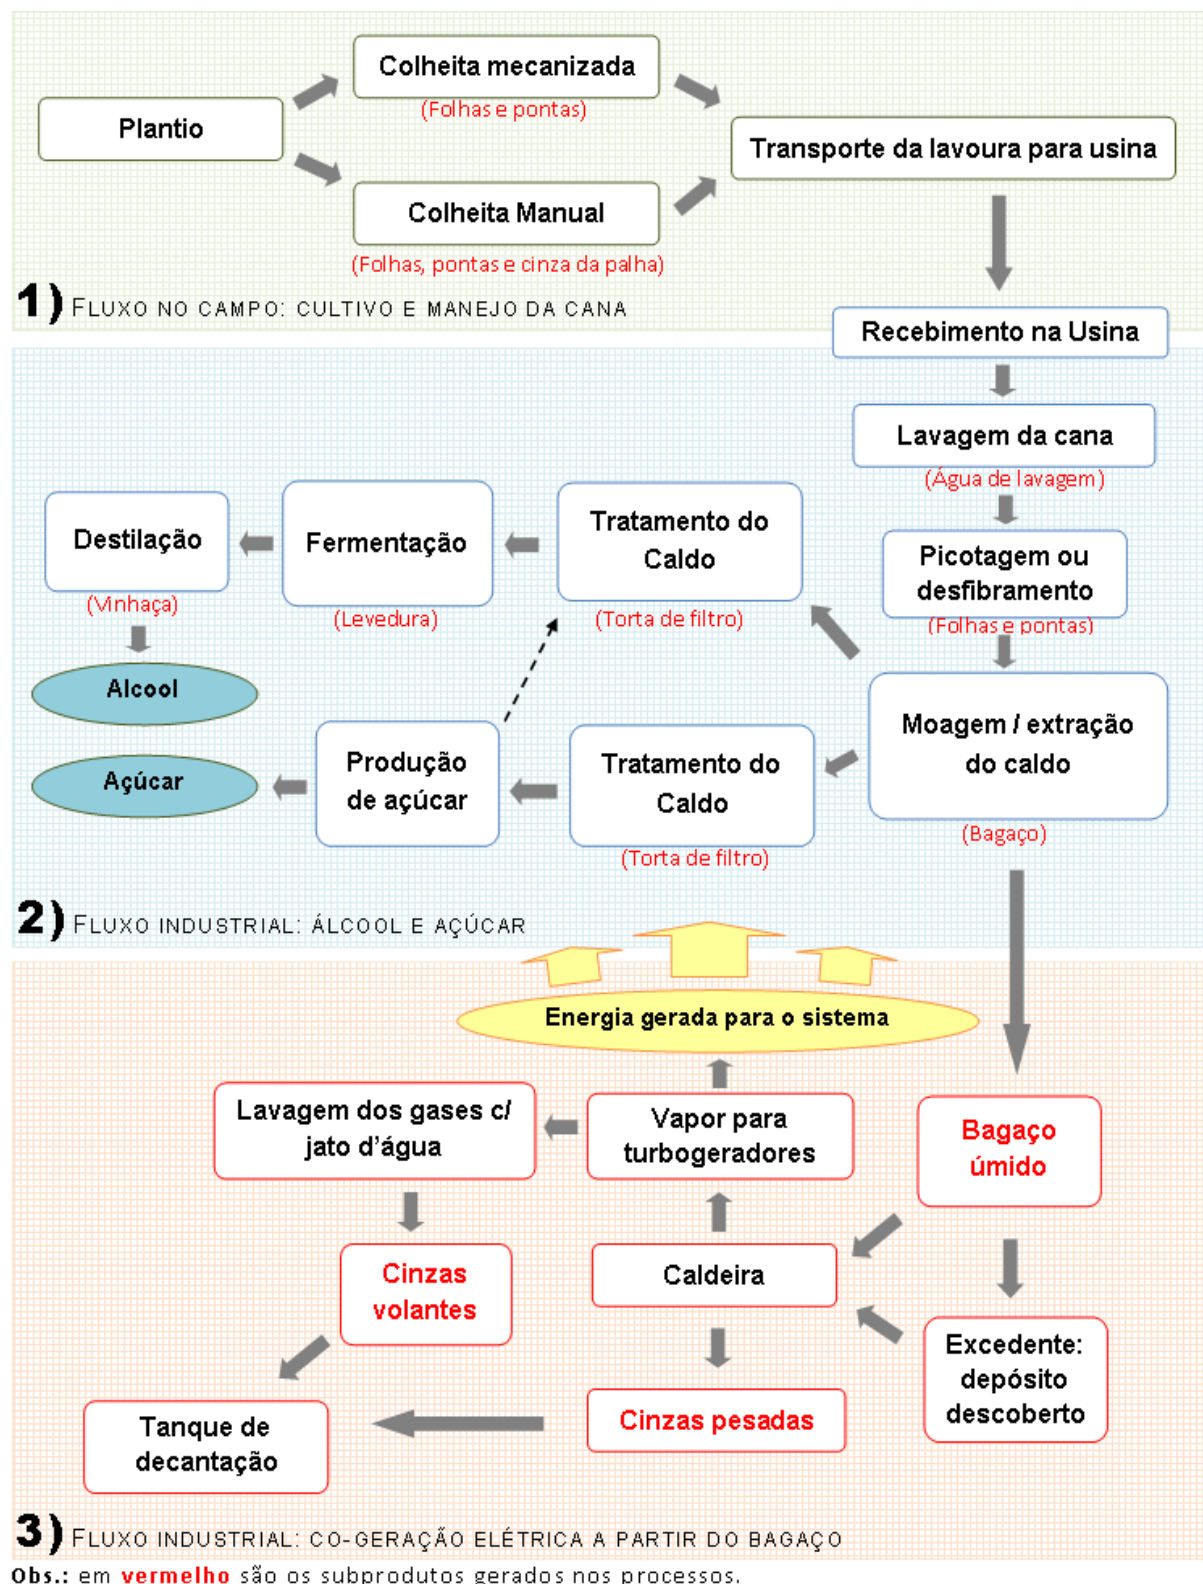 Colheita mecanizada
(Folhas e pontas)
Plantio
Transporte da lavoura para usina
Colheita Manual
(Folhas, pontas e cinza da palha)
1) FLUXO NO CAMPO: CULTIVO E MANEJO DA CANA
Recebimento na Usina
Lavagem da cana
(Água de lavagem)
Picotagem ou
desfibramento
(Folhas e pontas)
Tratamento do
Caldo
(Torta de filtro)
Fermentação
(Levedura)
Destilação
(Vinhaça)
Alcool
Moagem / extração
do caldo
(Bagaço)
Tratamento do
Caldo
(Torta de filtro)
Produção
de açúcar
Açúcar
2) FLUXO INDUSTRIAL: ÁLCOOL E AÇÚCAR
Energia gerada para o sistema
Lavagem dos gases c/
jato d'água
Vapor para
turbogeradores
Bagaço
úmido
Cinzas
volantes
Caldeira
Excedente:
depósito
descoberto
Tanque de
decantação
Cinzas pesadas
3) FLUXO INDUSTRIAL: CO-GERAÇÃO ELÉTRICA A PARTIR DO BAGAÇO
Obs.: em vermelho são os subprodutos gerados nos processos.